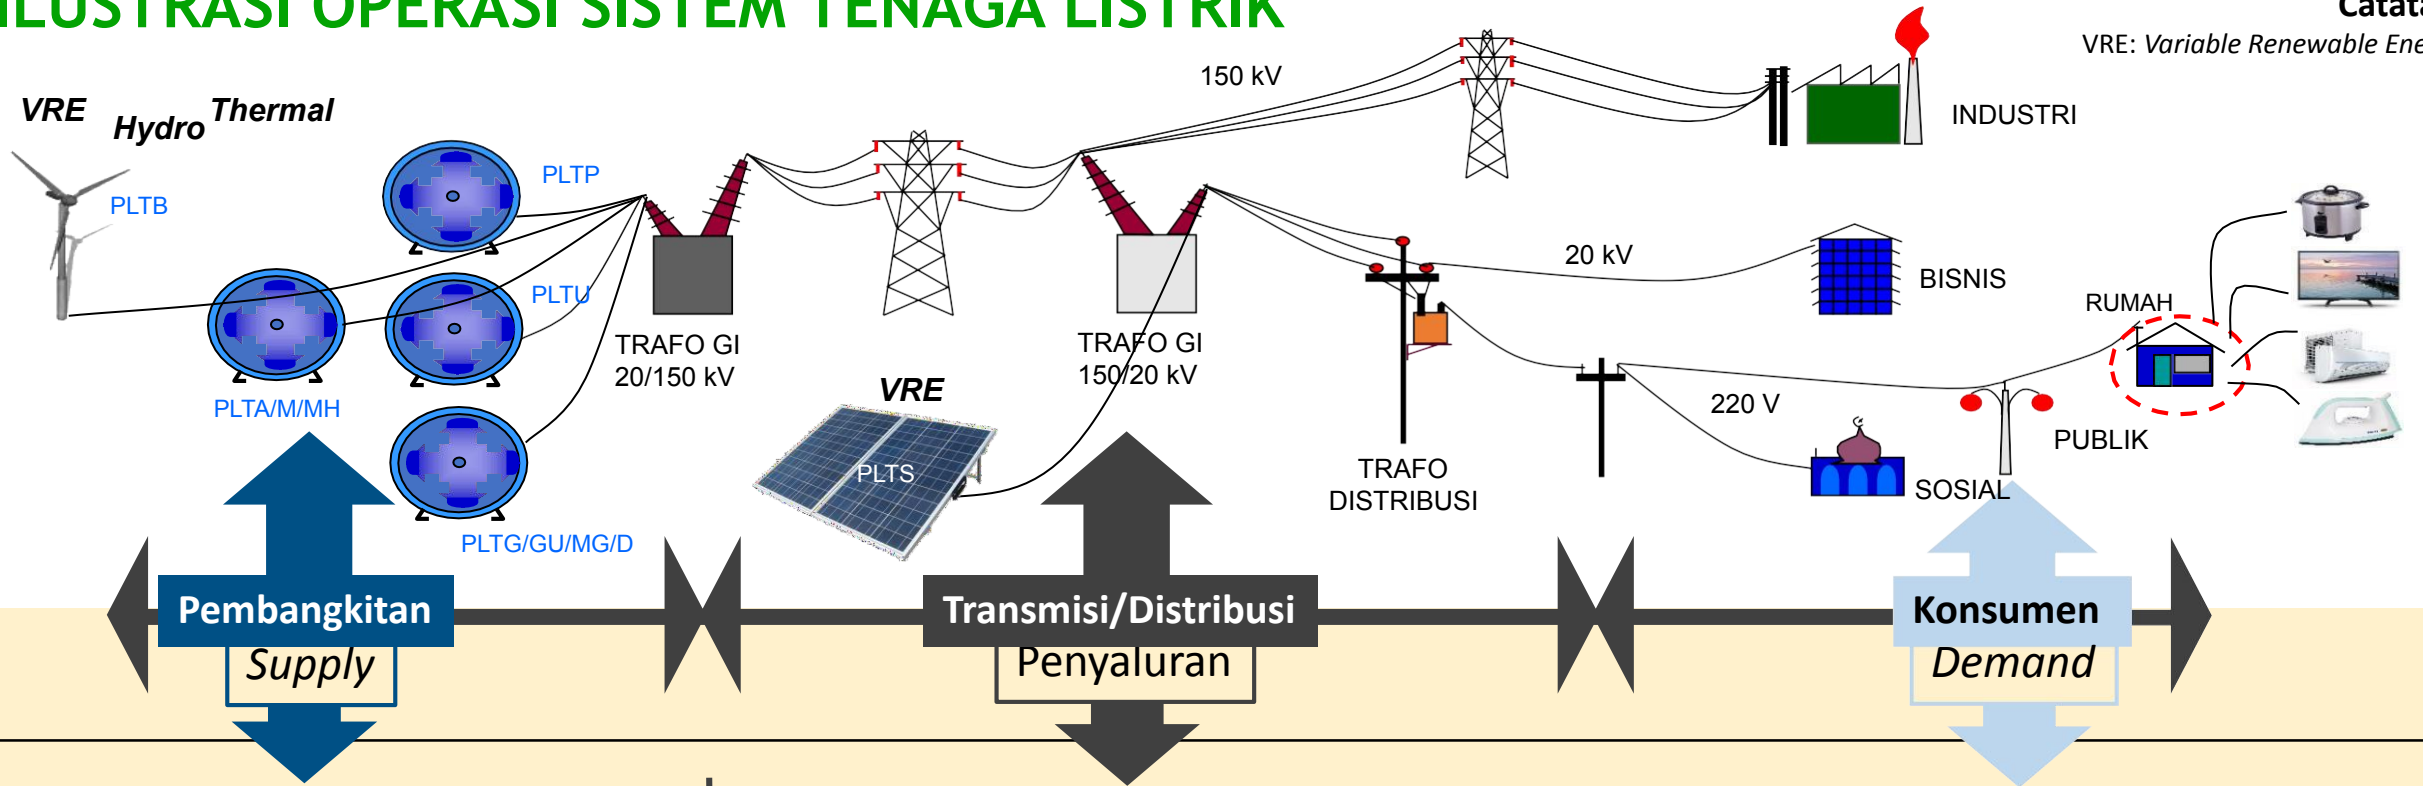 ILUSTRASI OPERASI SISTEM TENAGA LISTRIK
VRE: Variable Renewable
150 kV
VRE
Hydro
Thermal
INDUSTRI
PLTP
PLTB
20 kV
BISNIS
PLTU
RUMAH
TRAFO GI
20/150 kV
TRAFO GI
150/20 kV
VRE
PLTA/M/MH
220 V
PUBLIK
PLTS
TRAFO
DISTRIBUSI
SOSIAL
PLTG/GU/MG/D
Pembangkitan
Supply
Transmisi/Distribusi
Penyaluran
Konsumen
Demand